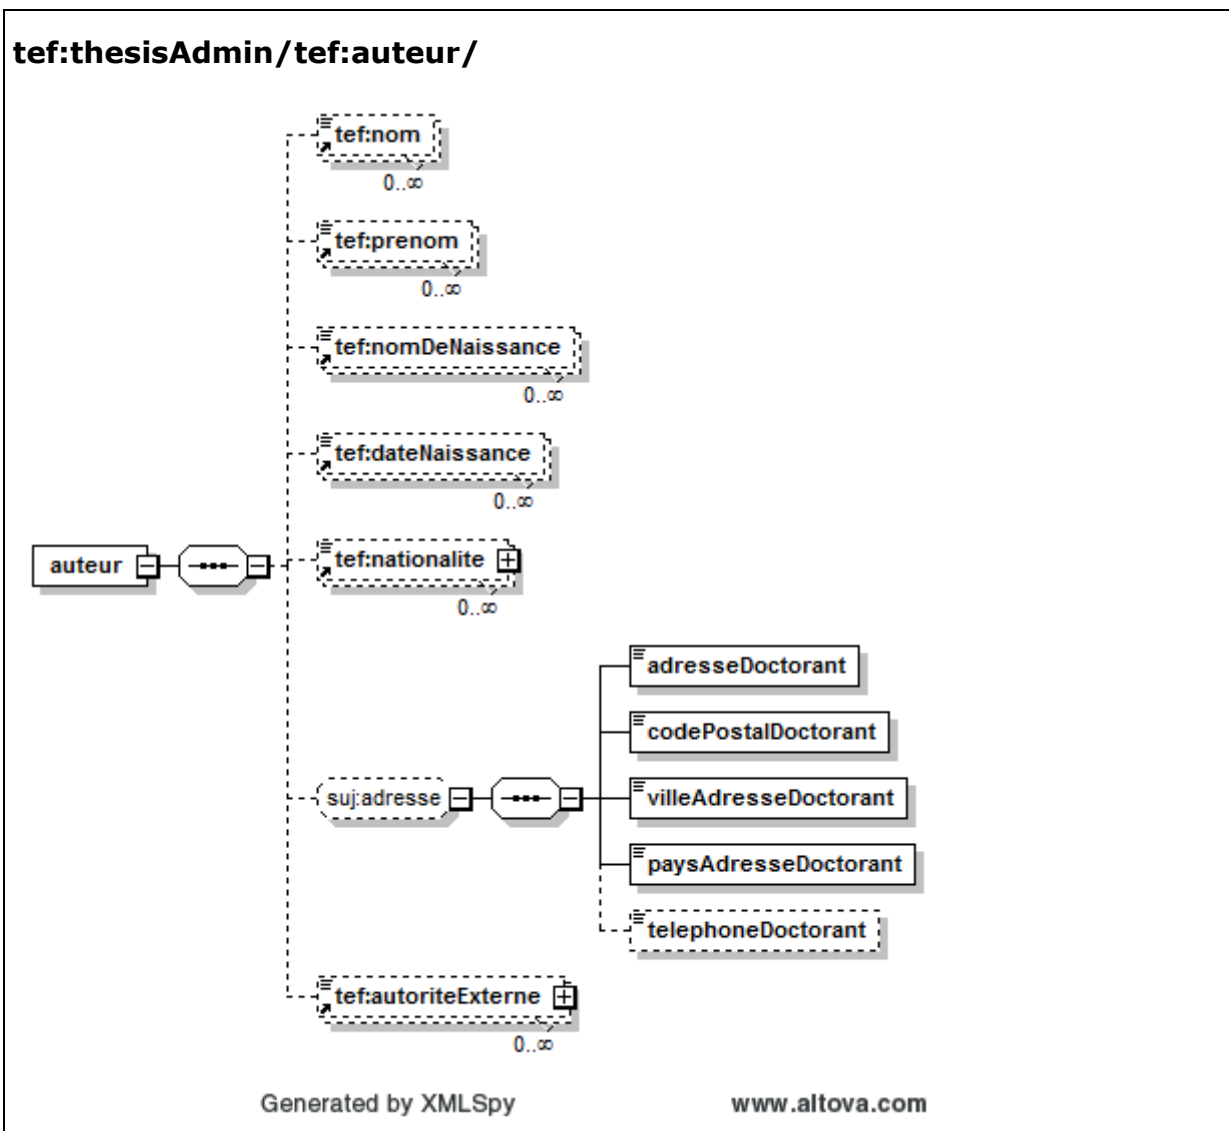 tef:thesisAdmin/tef:auteur/
tef:nom
0..∞
tef:prenom
0..∞
tef:nomDeNaissance
0..∞
tef:dateNaissance
0..∞
auteur
tef:nationalite
0..∞
adresseDoctorant
codePostalDoctorant
suj:adresse
villeAdresseDoctorant
paysAdresseDoctorant
telephoneDoctorant
tef:autoriteExterne
0..∞
Generated by XMLSpy
www.altova.com